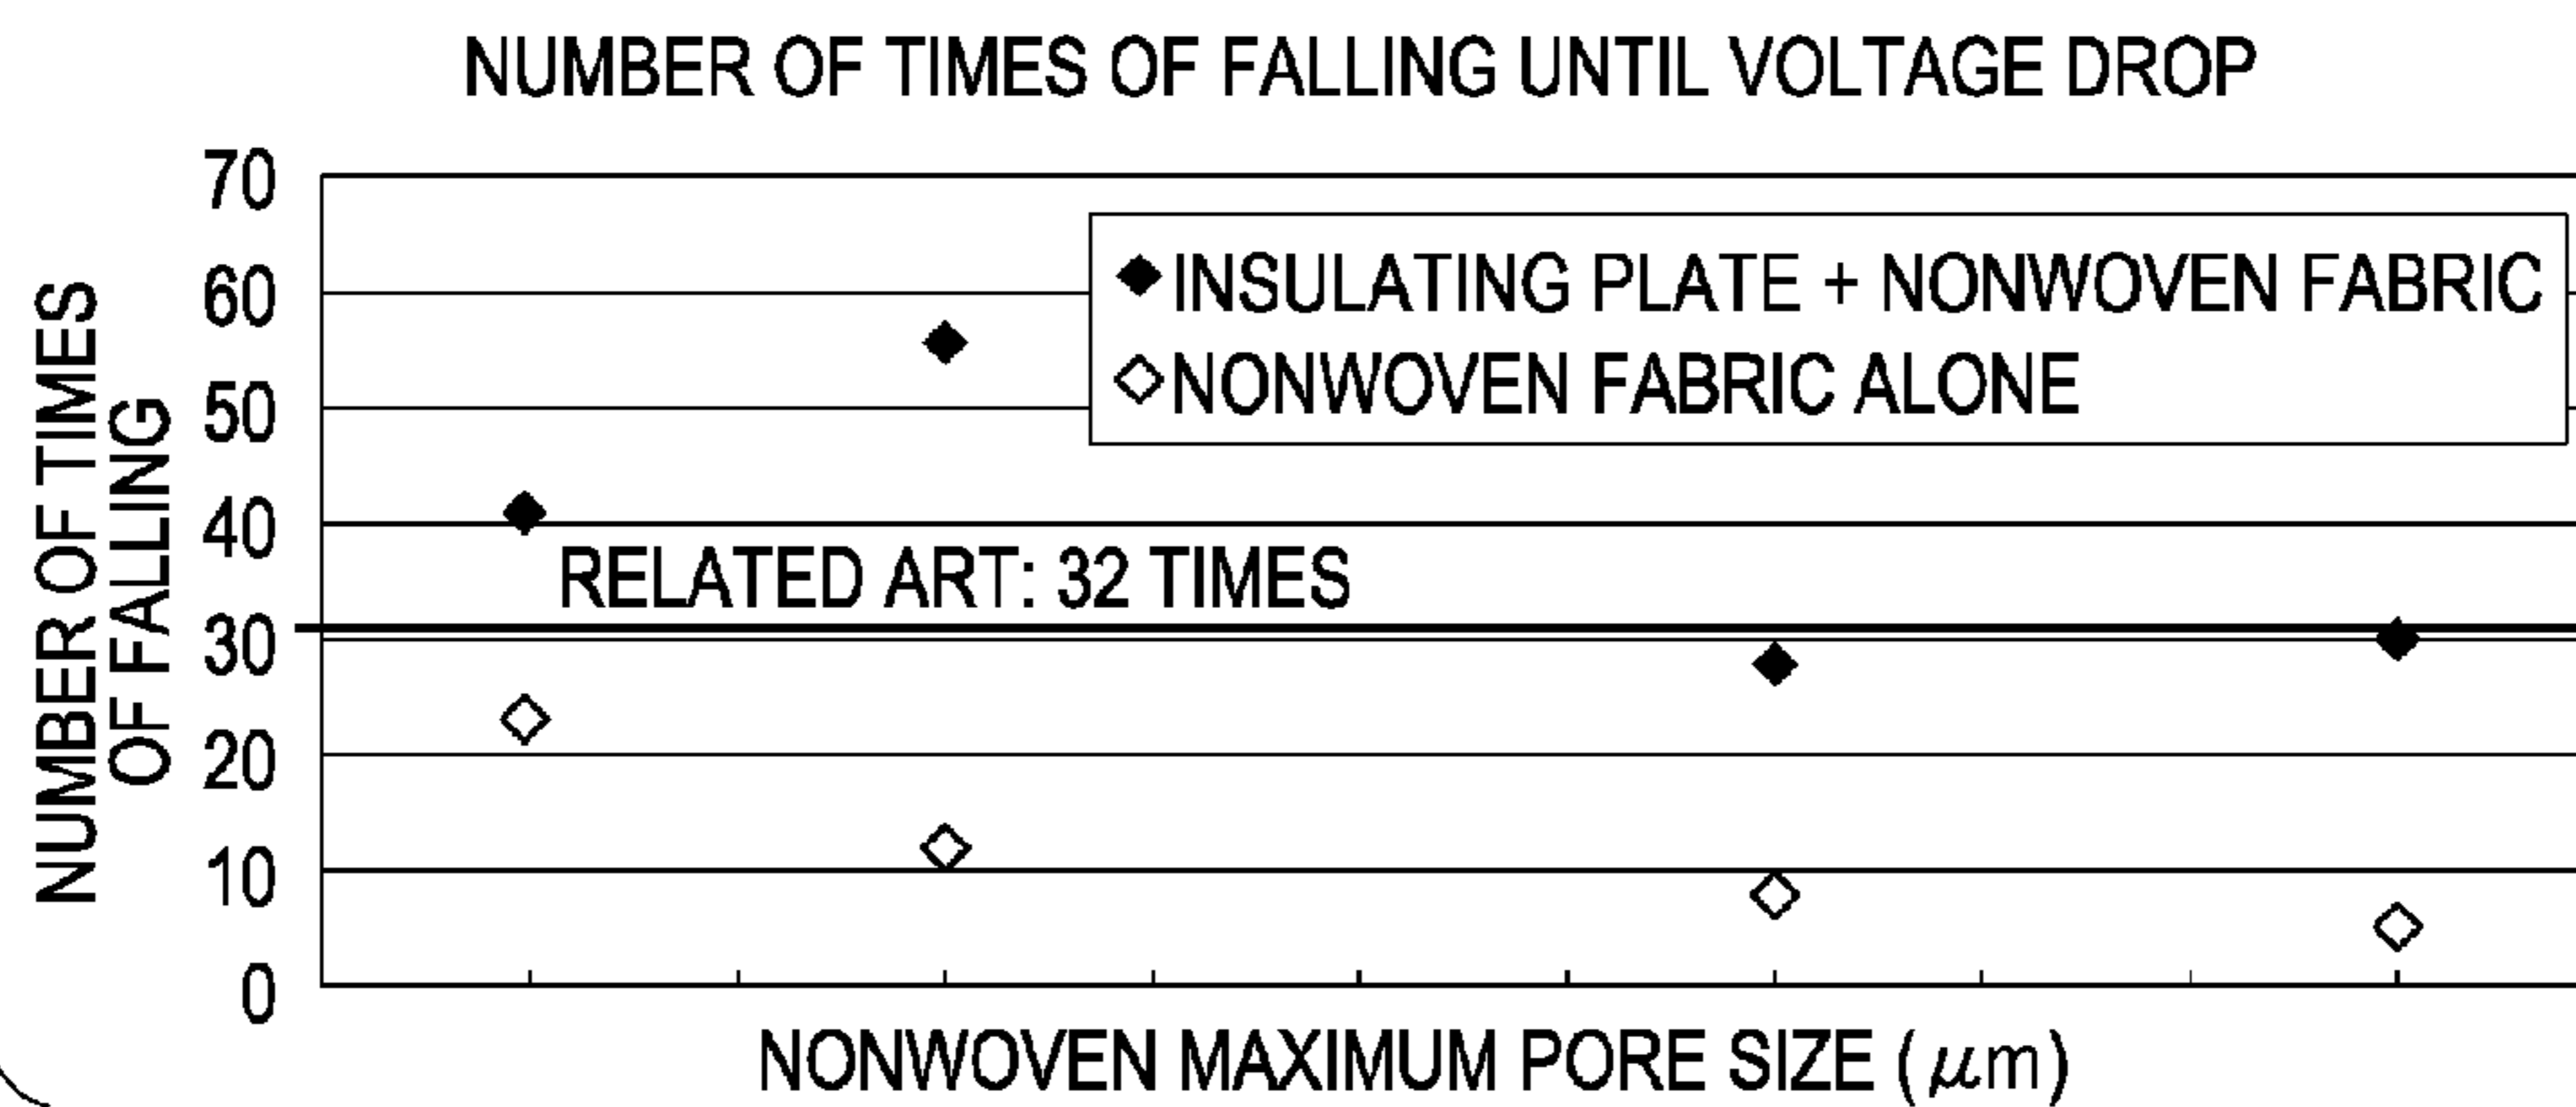 NUMBER OF TIMES OF FALLING UNTIL VOLTAGE DROP
NUMBER OF TIMES
OF FALLING
70
60
50
40
30
20
10
0
◆INSULATING PLATE + NONWOVEN FABRIC
◇NONWOVEN FABRIC ALONE
RELATED ART: 32 TIMES
NONWOVEN MAXIMUM PORE SIZE (μm)